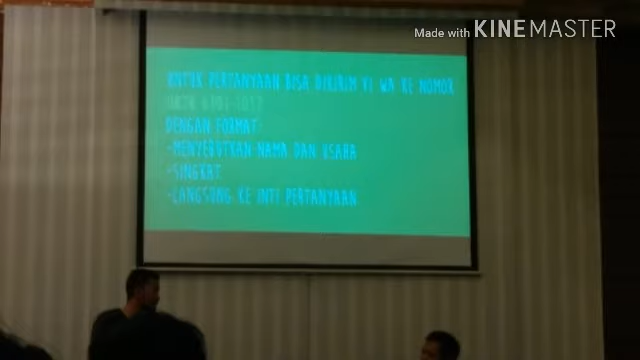 Made with KINEMASTER
UNTUK PERTANYAAN BISA DIKIRIM VI WA KE NOMOR
DENGAN FORMAT:
-MENYEBUTKAN NAMA DAN USAHA
-SINGKAT
-LANGSUNG KE INTI PERTANYAAN